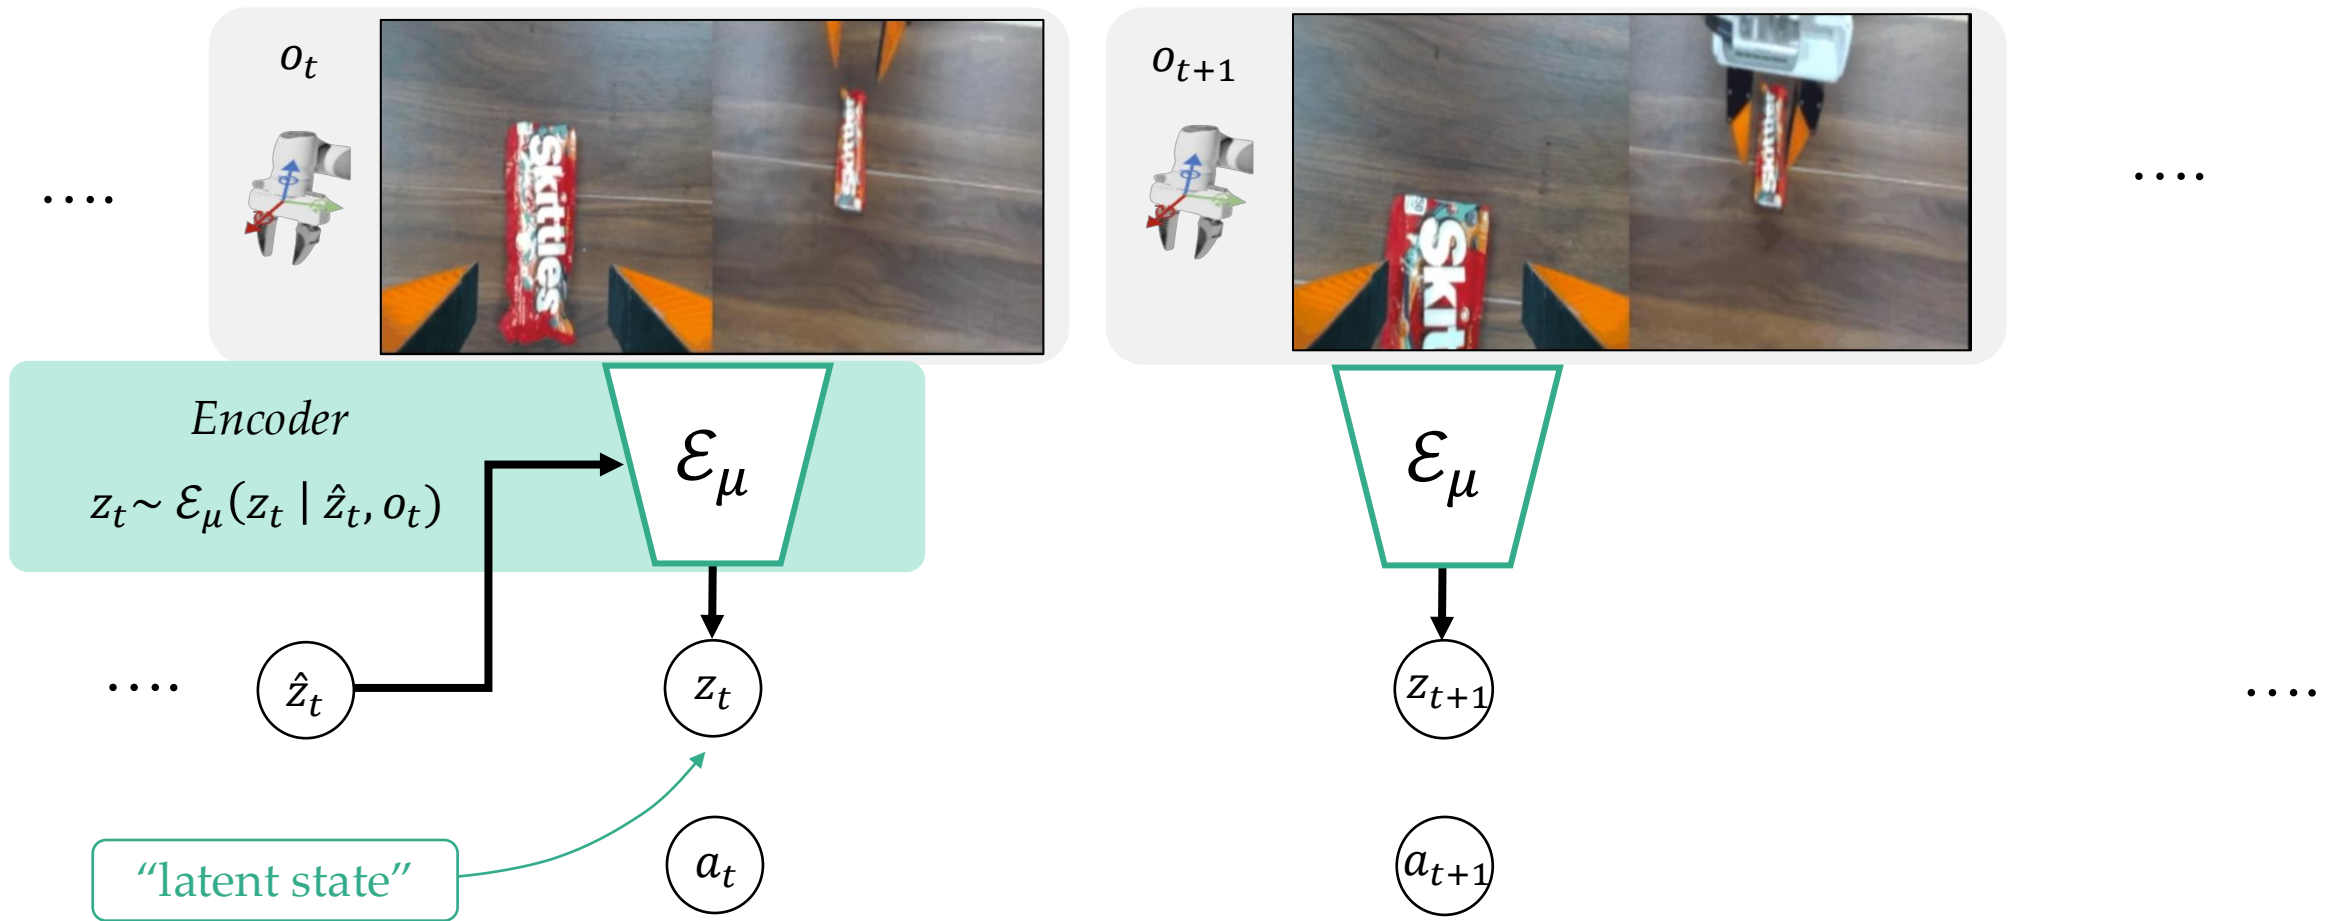 o_t
Skittles
Skittles
o_{t+1}
Skit
Skittles
....
....
Encoder
z_t ~ ℰ_μ(z_t | ẑ_t, o_t)
ℰ_μ
ℰ_μ
....
ẑ_t
z_t
z_{t+1}
....
"latent state"
a_t
a_{t+1}